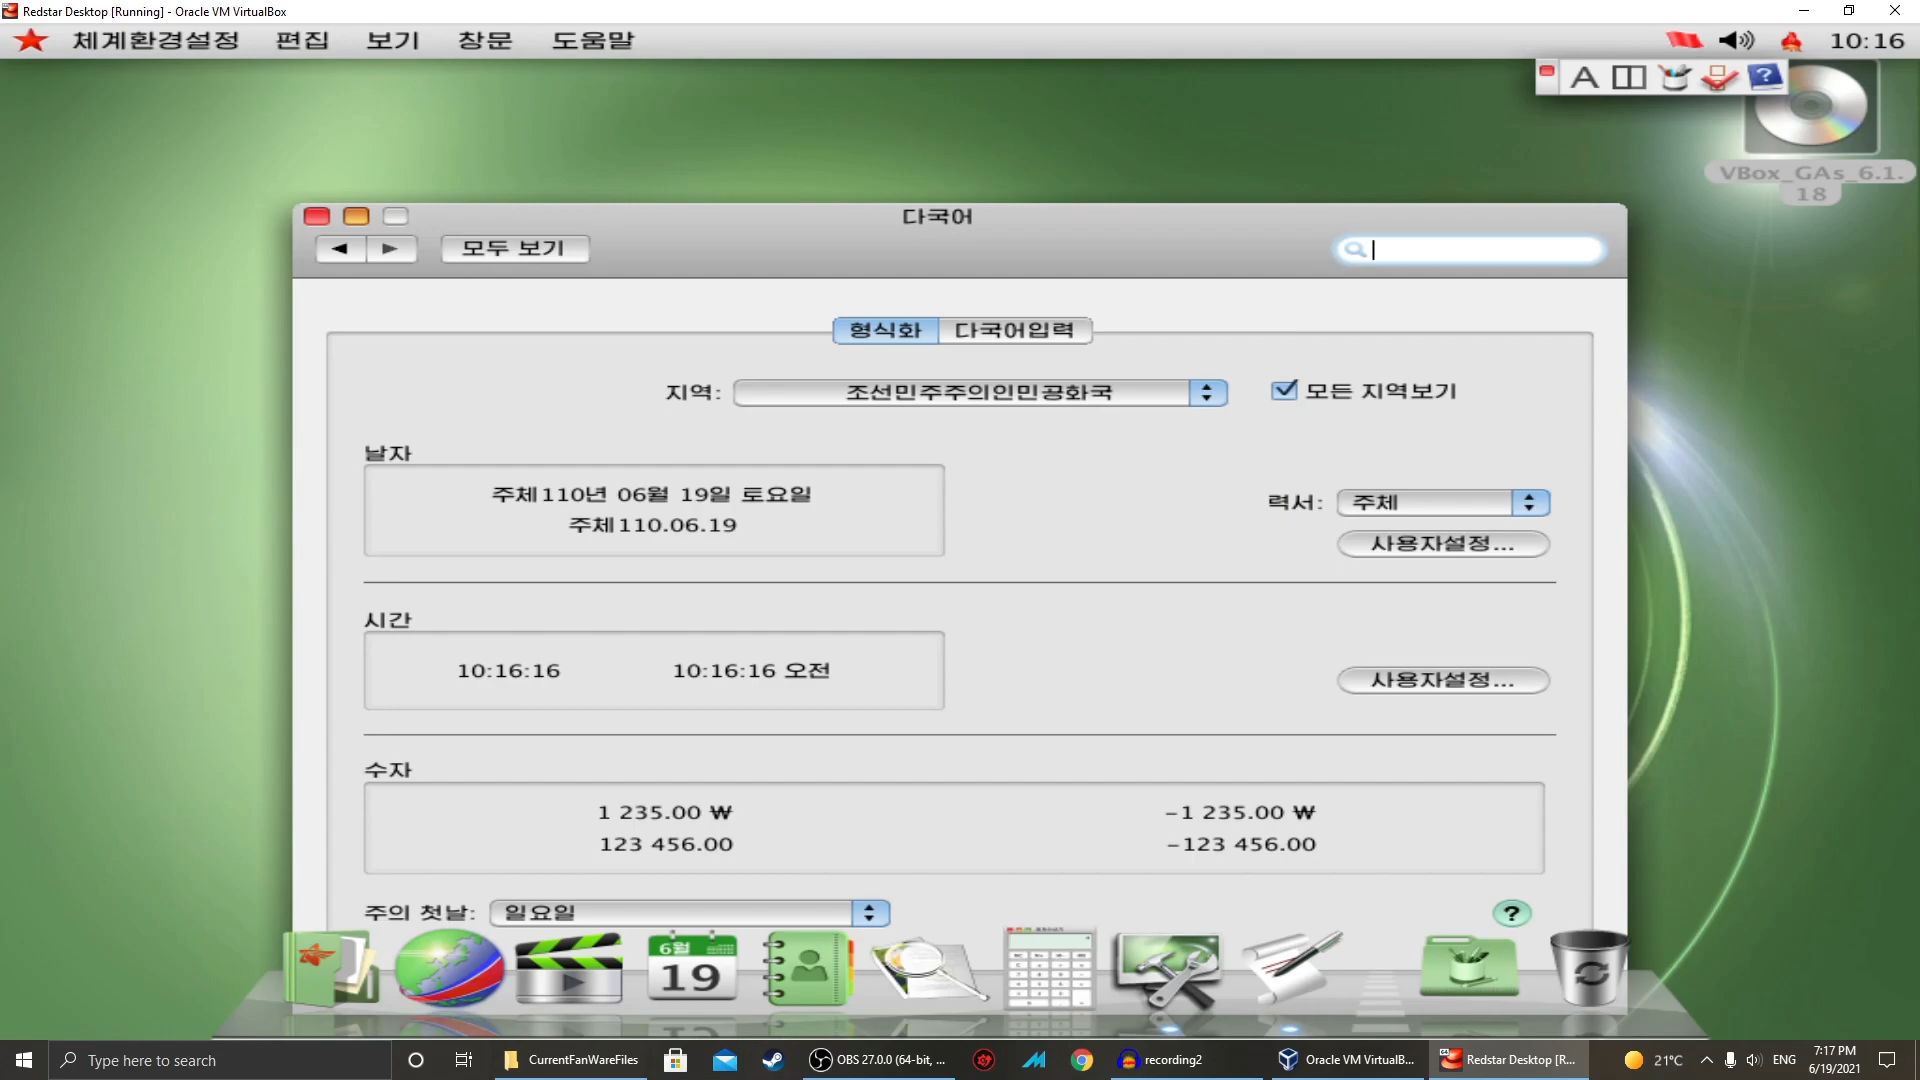 Redstar Desktop [Running] - Oracle VM VirtualBox
체계환경설정 편집 보기 창문 도움말 10:16
A ?
VBox_GAs_6.1.
18
다국어
모두 보기
형식화 다국어입력
지역: 조선민주주의인민공화국 모든 지역보기
날자
주체110년 06월 19일 토요일
주체110.06.19
력서: 주체
사용자설정...
시간
10:16:16 10:16:16 오전
사용자설정...
수자
1 235.00 ₩ -1 235.00 ₩
123 456.00 -123 456.00
주의 첫날: 일요일 ?
6월
19
Type here to search CurrentFanWareFiles OBS 27.0.0 (64-bit, ... recording2 Oracle VM VirtualB... Redstar Desktop [R... 21°C ENG
7:17 PM
6/19/2021